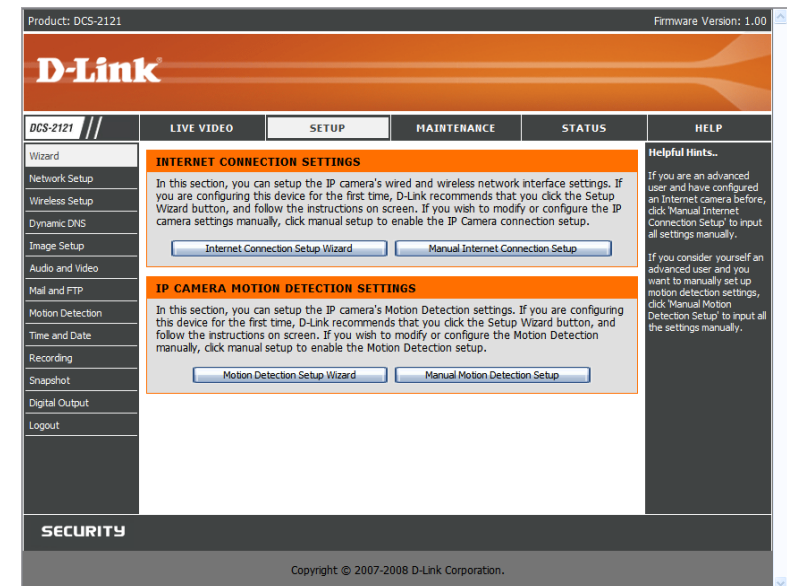 Product: DCS-2121
Firmware Version: 1.00
D-Link
DCS-2121
LIVE VIDEO
SETUP
MAINTENANCE
STATUS
HELP
Wizard
Network Setup
Wireless Setup
Dynamic DNS
Image Setup
Audio and Video
Mail and FTP
Motion Detection
Time and Date
Recording
Snapshot
Digital Output
Logout
INTERNET CONNECTION SETTINGS
In this section, you can setup the IP camera's wired and wireless network interface settings. If
you are configuring this device for the first time, D-Link recommends that you click the Setup
Wizard button, and follow the instructions on screen. If you wish to modify or configure the IP
camera settings manually, click manual setup to enable the IP Camera connection setup.
Internet Connection Setup Wizard
Manual Internet Connection Setup
IP CAMERA MOTION DETECTION SETTINGS
In this section, you can setup the IP camera's Motion Detection settings. If you are configuring
this device for the first time, D-Link recommends that you click the Setup Wizard button, and
follow the instructions on screen. If you wish to modify or configure the Motion Detection
manually, click manual setup to enable the Motion Detection setup.
Motion Detection Setup Wizard
Manual Motion Detection Setup
Helpful Hints..
If you are an advanced
user and have configured
an Internet camera before,
click 'Manual Internet
Connection Setup' to input
all settings manually.
If you consider yourself an
advanced user and you
want to manually set up
motion detection settings,
click 'Manual Motion
Detection Setup' to input all
the settings manually.
SECURITY
Copyright © 2007-2008 D-Link Corporation.